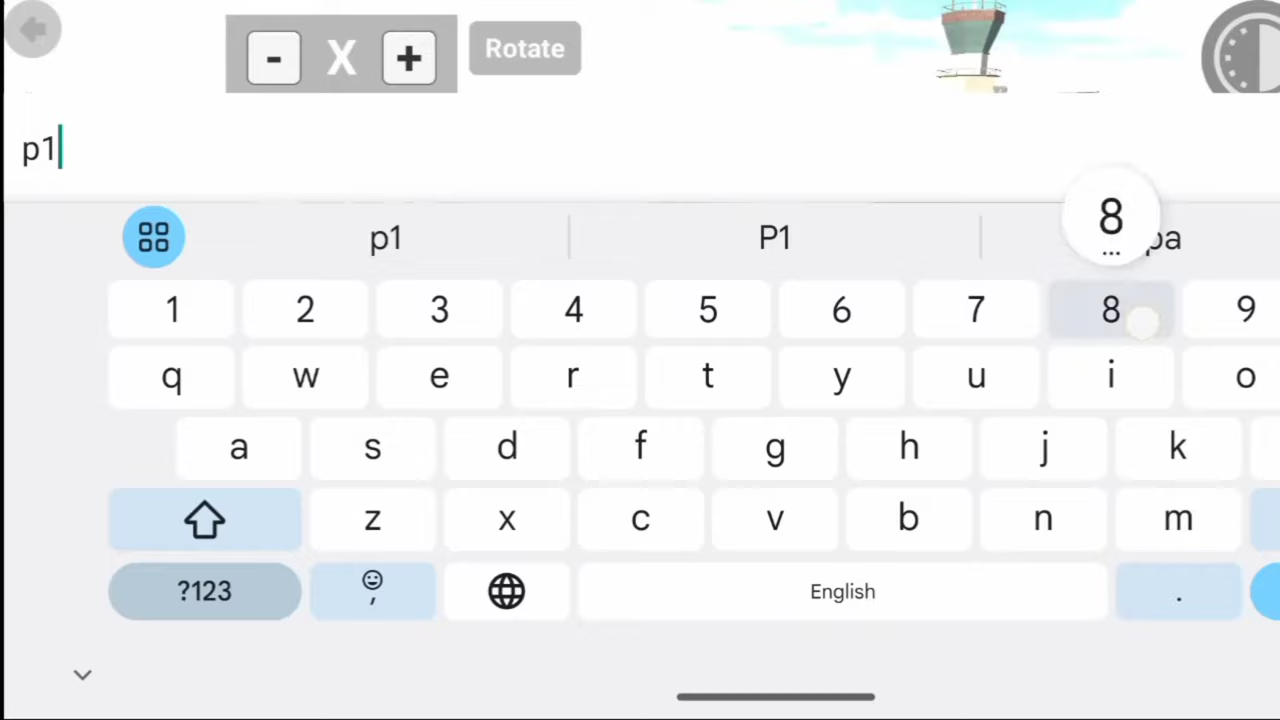 - X + Rotate
p1
8
...
p1 P1 pa
1 2 3 4 5 6 7 8 9
q w e r t y u i o
a s d f g h j k
z x c v b n m
?123 , English .